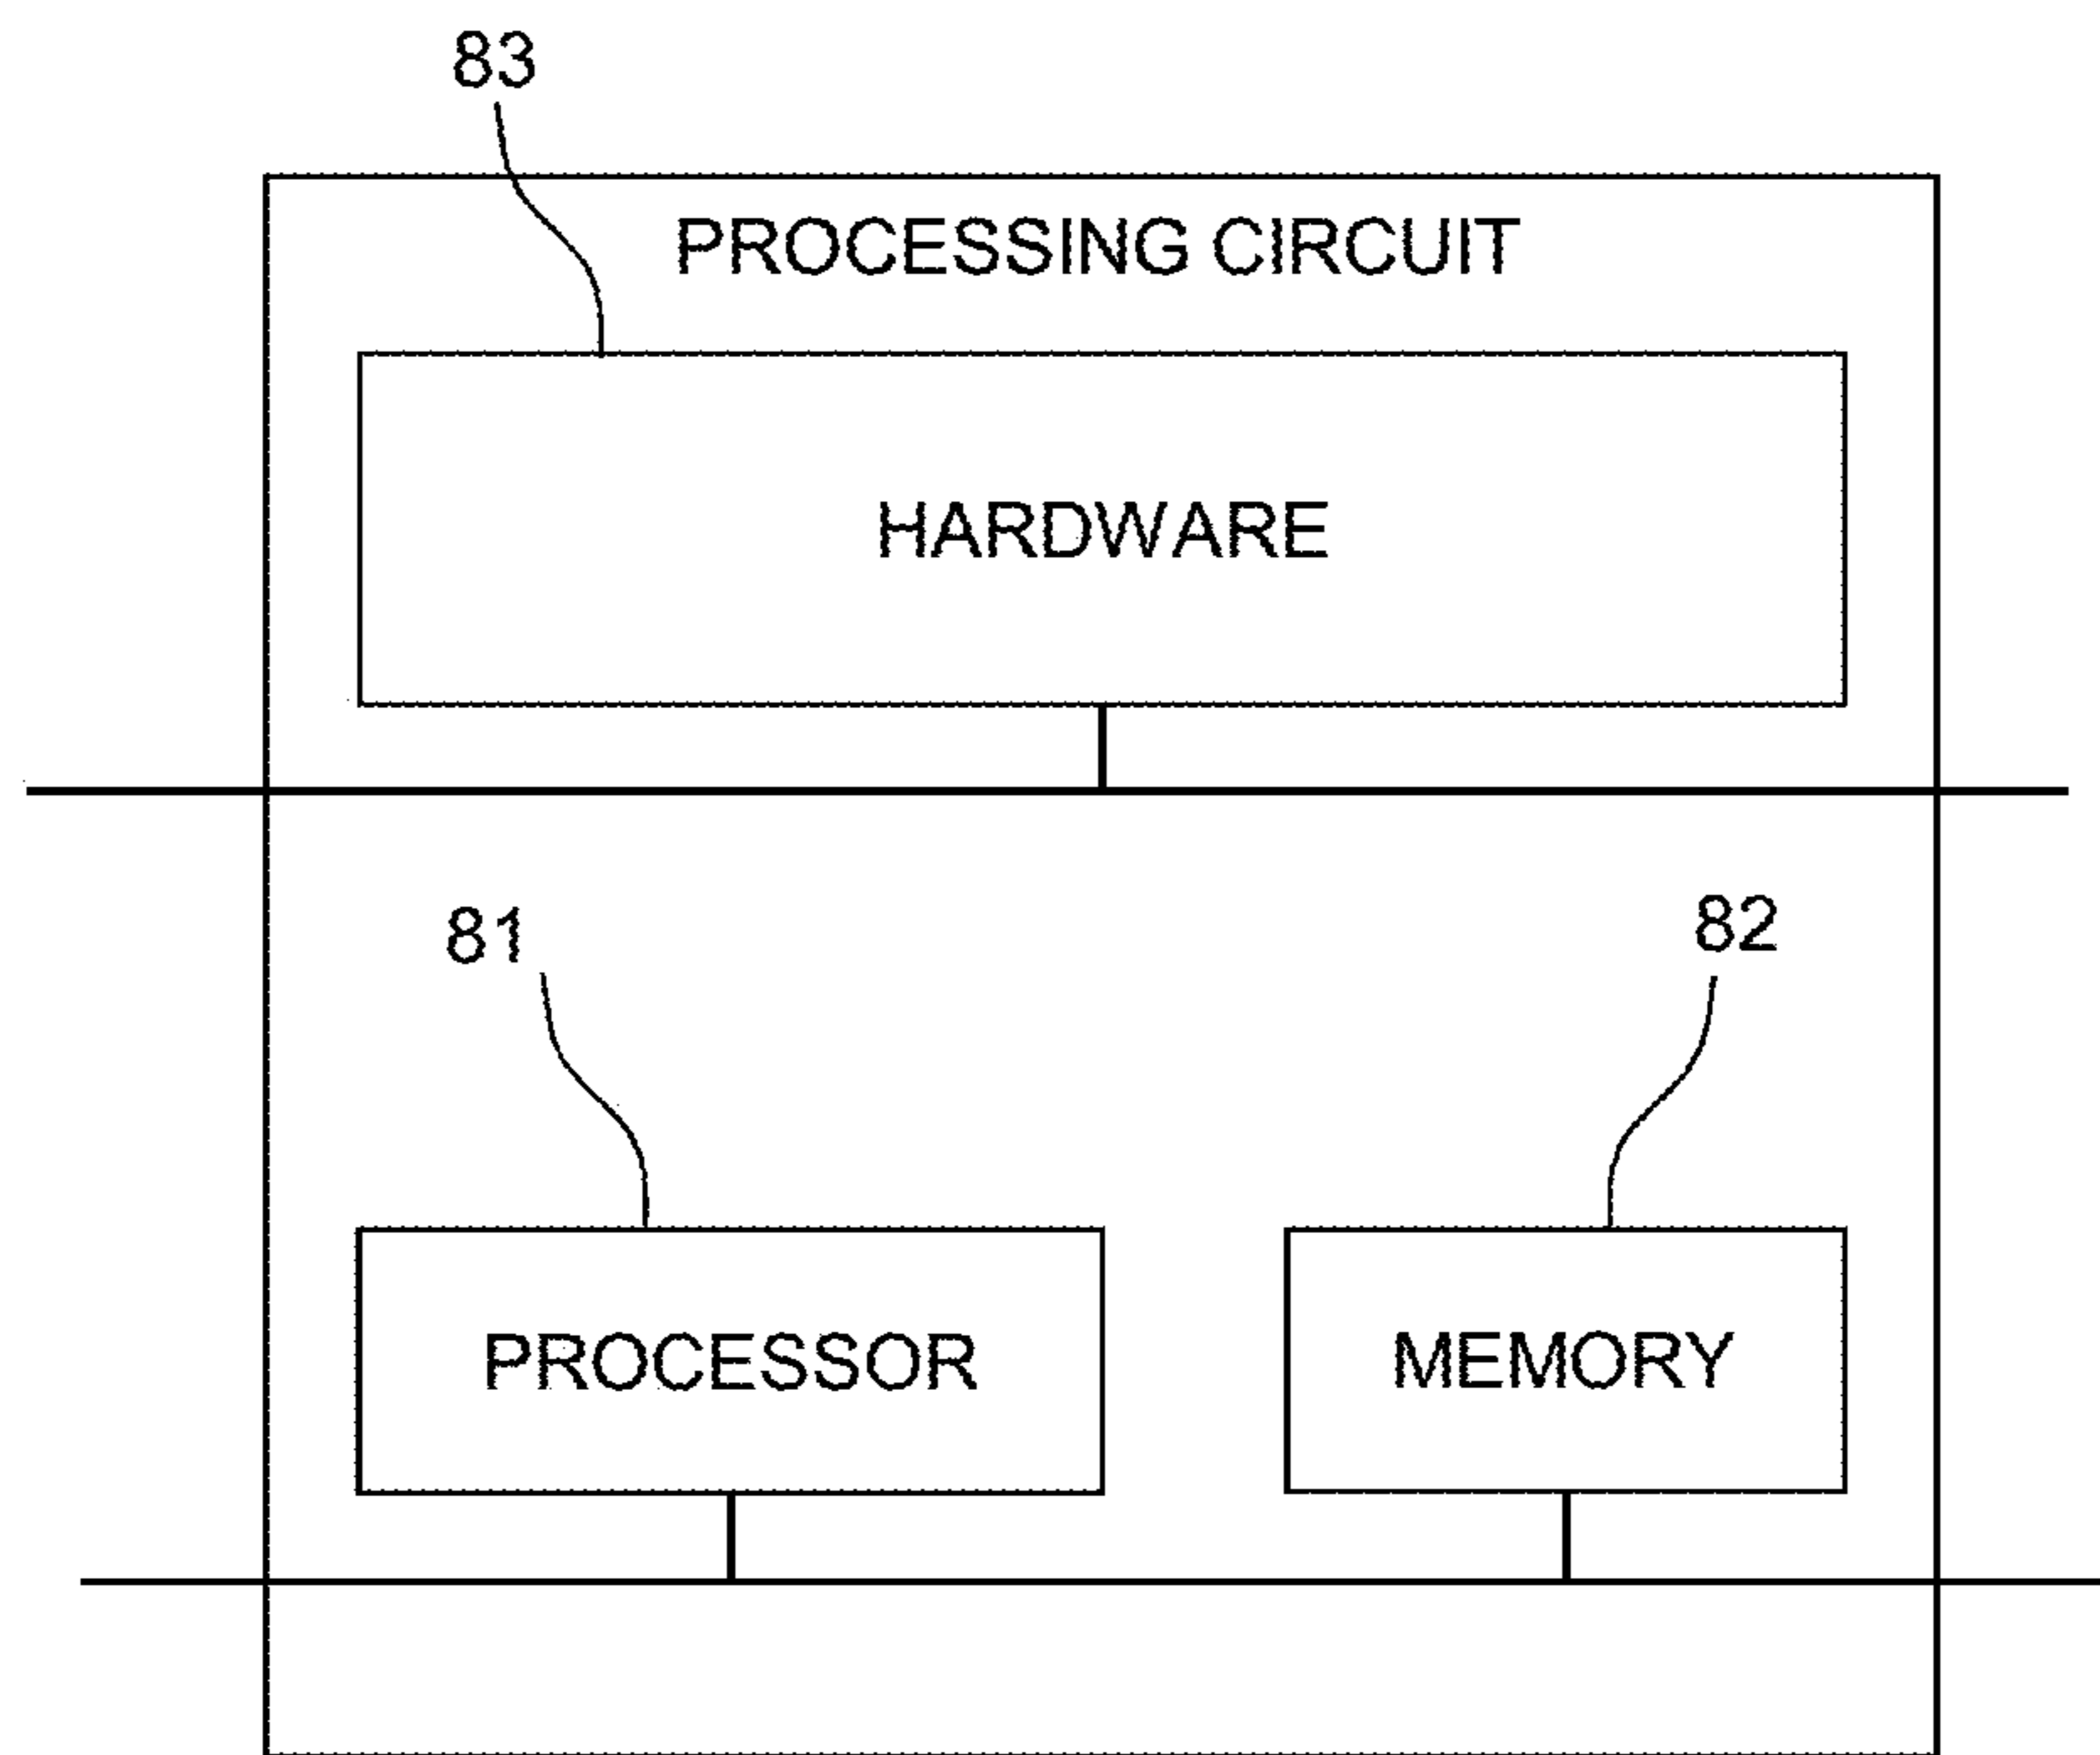 83
PROCESSING CIRCUIT
HARDWARE
81
82
PROCESSOR
MEMORY